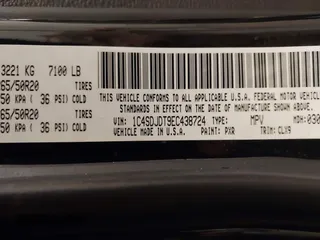 3221 KG 7100 LB
65/50R20 TIRES
50 KPA ( 36 PSI) COLD
65/50R20 TIRES
50 KPA ( 36 PSI) COLD
THIS VEHICLE CONFORMS TO ALL APPLICABLE U.S.A. FEDERAL MOTOR VEHICLE
STANDARDS IN EFFECT ON THE DATE OF MANUFACTURE SHOWN ABOVE.
VIN: 1C4SDJDT9EC438724 TYPE: MPV MDH: 030
VEHICLE MADE IN U.S.A. PAINT: PXR TRIM: CLX9